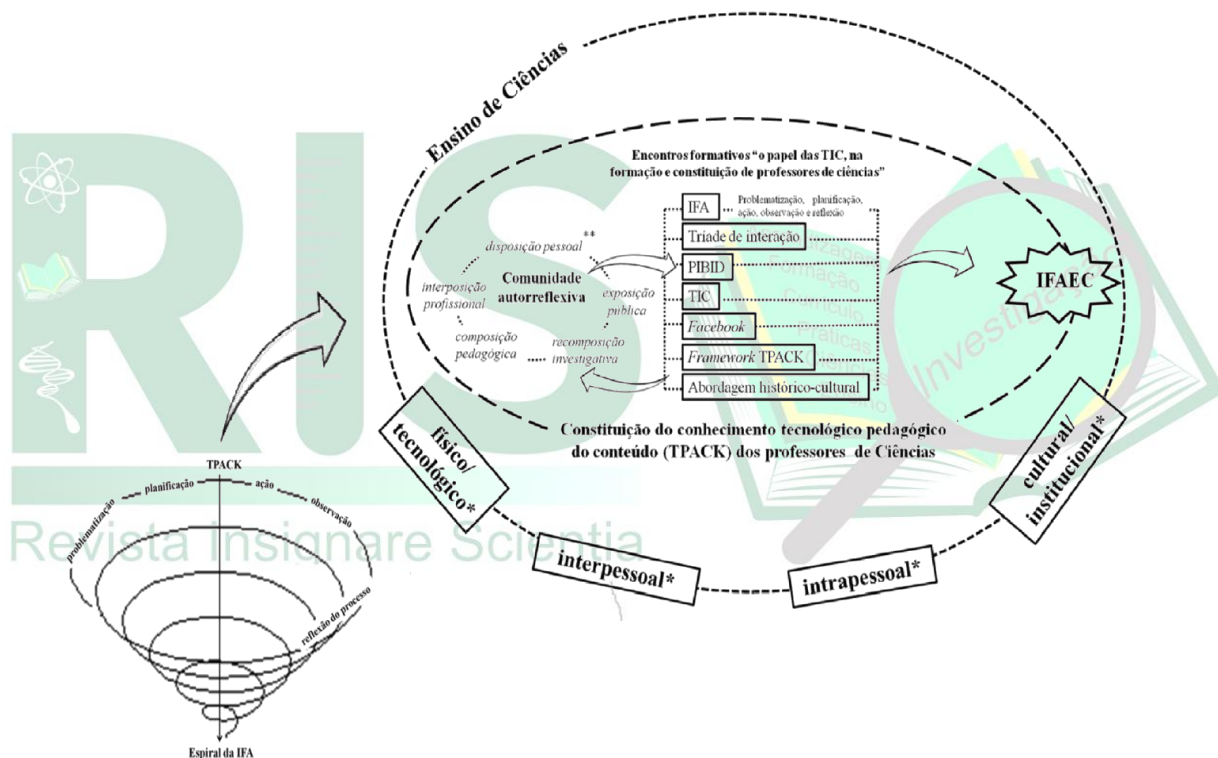 Ensino de Ciências
Encontros formativos "o papel das TIC, na
formação e constituição de professores de ciências"
IFA
Problematização, planificação,
ação, observação e reflexão
Tríade de interação
PIBID
TIC
Facebook
Framework TPACK
Abordagem histórico-cultural
disposição pessoal **
interposição
profissional
Comunidade
autorreflexiva
exposição
pública
composição
pedagógica
recomposição
investigativa
IFAEC
Constituição do conhecimento tecnológico pedagógico
do conteúdo (TPACK) dos professores de Ciências
físico/
tecnológico*
interpessoal*
intrapessoal*
cultural/
institucional*
TPACK
problematização
planificação
ação
observação
reflexão do processo
Espiral da IFA
RIS
Revista Insignare Scientia
Formação
Currículo
Práticas
Investigação